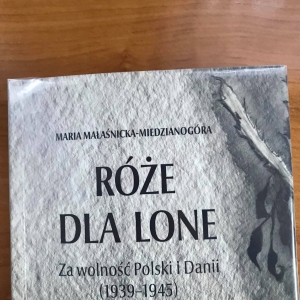 MARIA MAŁAŚNICKA-MIEDZIANOGÓRA
RÓŻE
DLA LONE
Za wolność Polski i Danii
(1939–1945)